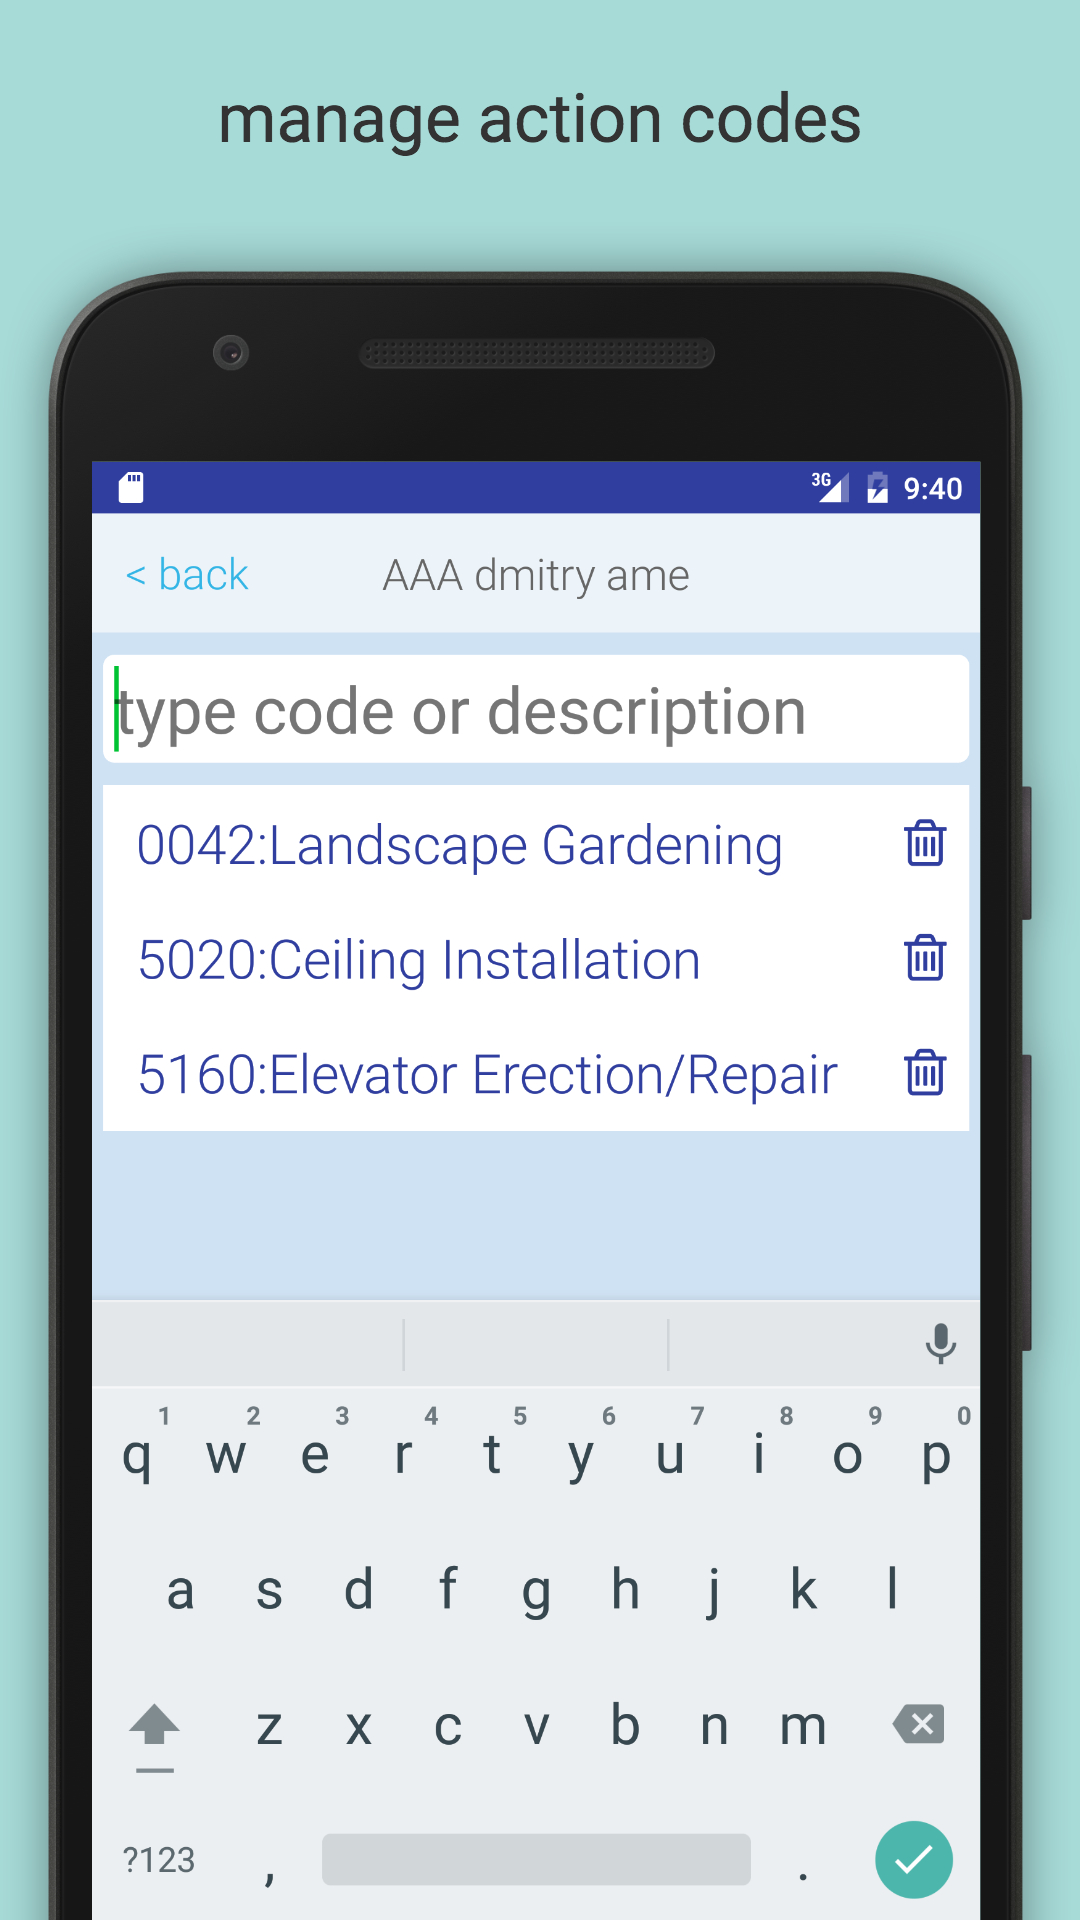 manage action codes
3G 9:40
< back AAA dmitry ame
type code or description
0042:Landscape Gardening
5020:Ceiling Installation
5160:Elevator Erection/Repair
1 2 3 4 5 6 7 8 9 0
q w e r t y u i o p
a s d f g h j k l
z x c v b n m
?123 , .